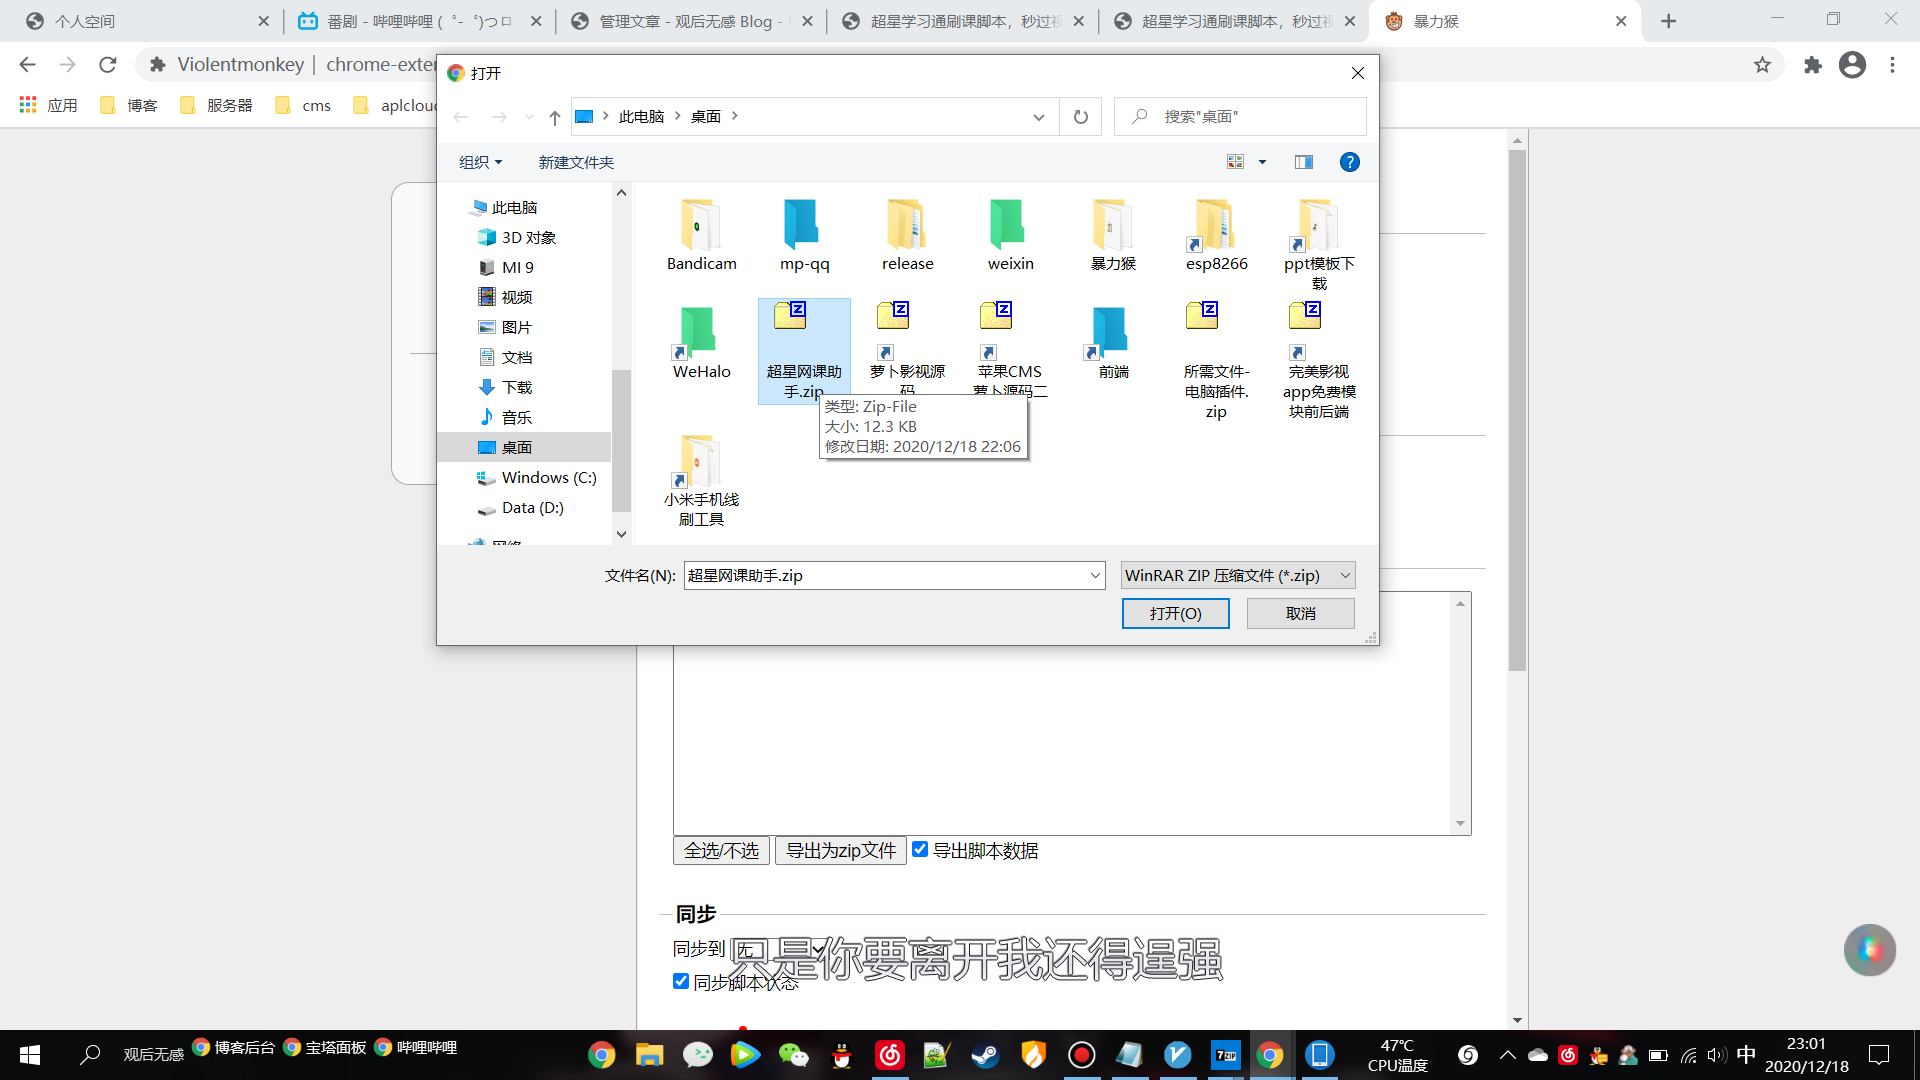 个人空间
番剧 - 哔哩哔哩 ( ゜- ゜)つロ
管理文章 - 观后无感 Blog -
超星学习通刷课脚本，秒过视
超星学习通刷课脚本，秒过视
暴力猴
Violentmonkey | chrome-exten
应用
博客
服务器
cms
aplcloud
打开
此电脑
桌面
搜索"桌面"
组织
新建文件夹
此电脑
3D 对象
MI 9
视频
图片
文档
下载
音乐
桌面
Windows (C:)
Data (D:)
网络
Bandicam
mp-qq
release
weixin
暴力猴
esp8266
ppt模板下
载
WeHalo
超星网课助
手.zip
萝卜影视源
码
苹果CMS
萝卜源码二
前端
所需文件-
电脑插件.
zip
完美影视
app免费模
块前后端
小米手机线
刷工具
类型: Zip-File
大小: 12.3 KB
修改日期: 2020/12/18 22:06
文件名(N):
超星网课助手.zip
WinRAR ZIP 压缩文件 (*.zip)
打开(O)
取消
全选/不选
导出为zip文件
导出脚本数据
同步
同步到
无
只是你要离开我还得逞强
同步脚本状态
观后无感
博客后台
宝塔面板
哔哩哔哩
7ZIP
47℃
CPU温度
中
23:01
2020/12/18